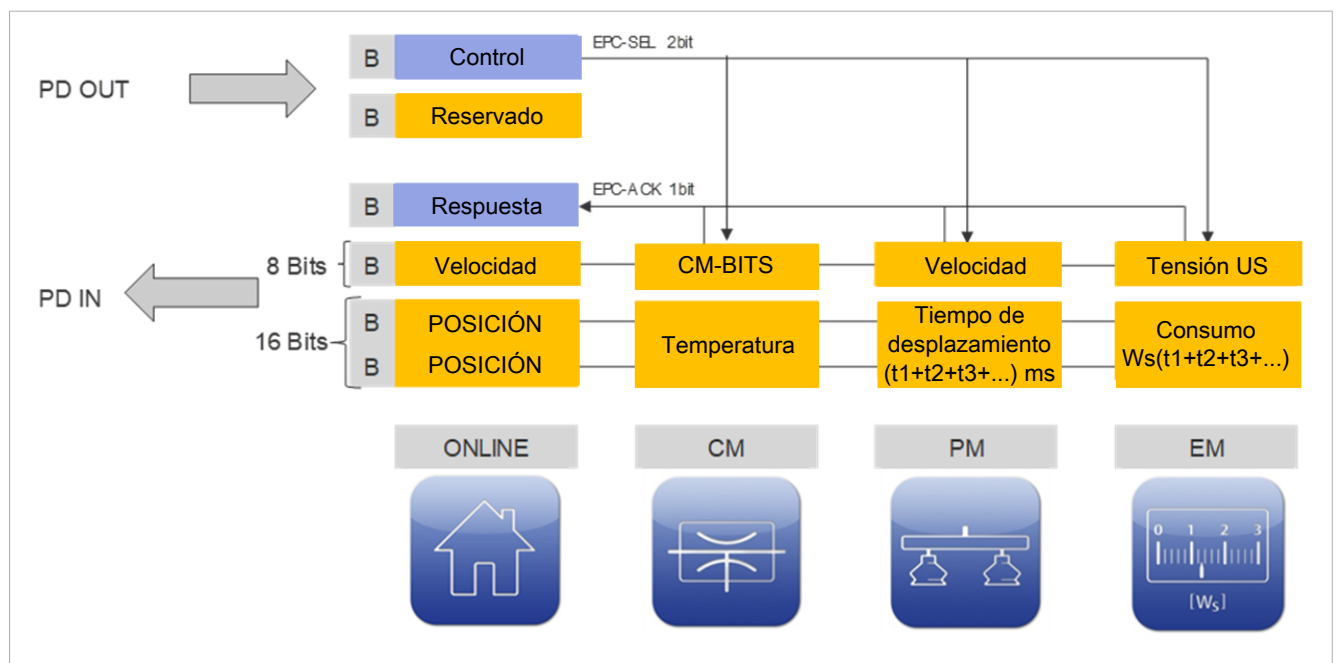 EPC-SEL 2bit
B Control
PD OUT
B Reservado
EPC-ACK 1bit
B Respuesta
8 Bits B Velocidad CM-BITS Velocidad Tensión US
PD IN
16 Bits
B POSICIÓN
B POSICIÓN
Temperatura
Tiempo de
desplazamiento
(t1+t2+t3+...) ms
Consumo
Ws(t1+t2+t3+...)
ONLINE CM PM EM
0 1 2 3
[Ws]